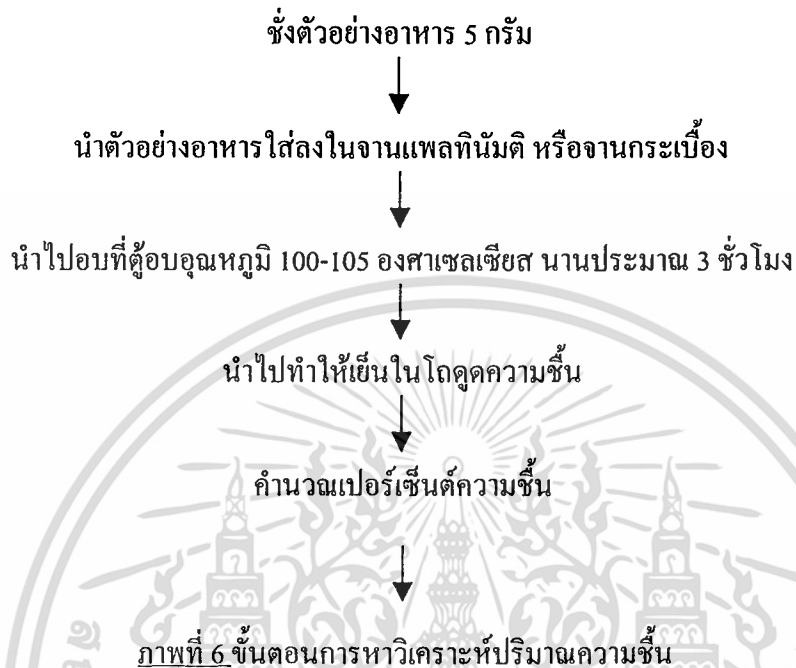 ชั่งตัวอย่างอาหาร 5 กรัม
นำตัวอย่างอาหารใส่ลงในจานแพลทินัมติ หรือจานกระเบื้อง
นำไปอบที่ตู้อบอุณหภูมิ 100-105 องศาเซลเซียส นานประมาณ 3 ชั่วโมง
นำไปทำให้เย็นในโถดูดความชื้น
คำนวณเปอร์เซ็นต์ความชื้น
ภาพที่ 6 ขั้นตอนการหาวิเคราะห์ปริมาณความชื้น